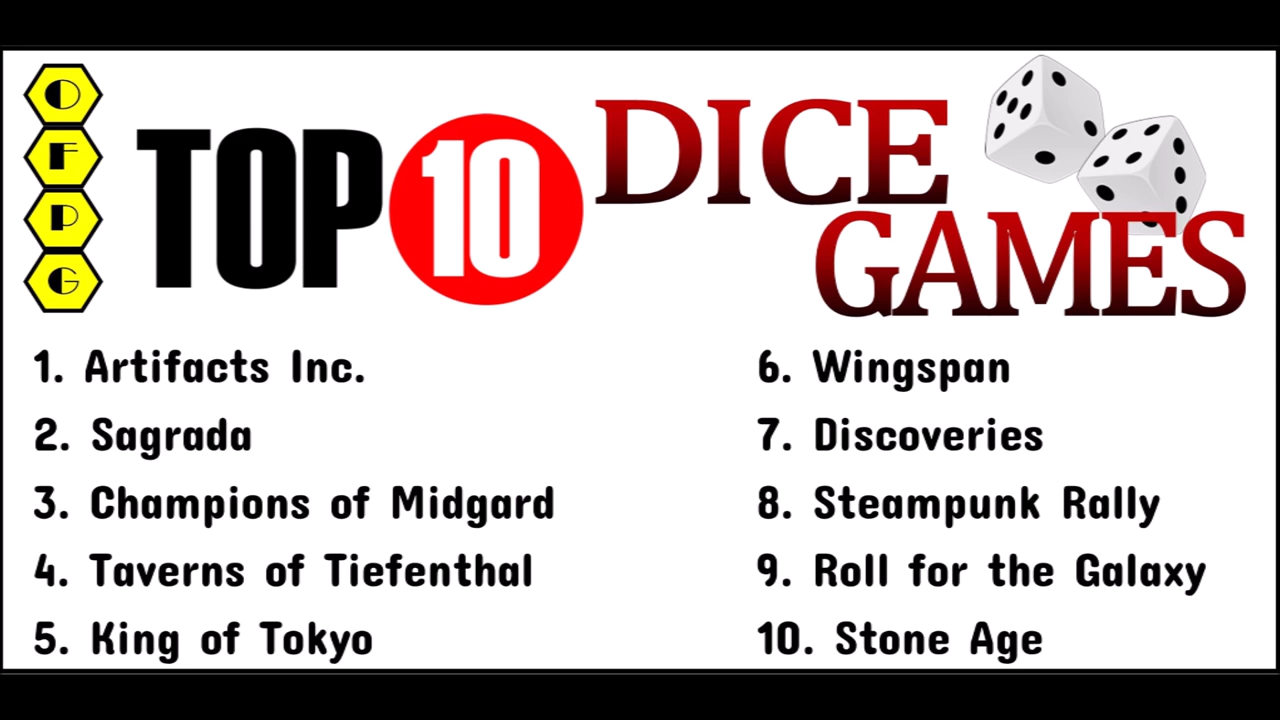 O
F
P
G
TOP 10
DICE
GAMES
1. Artifacts Inc.
2. Sagrada
3. Champions of Midgard
4. Taverns of Tiefenthal
5. King of Tokyo
6. Wingspan
7. Discoveries
8. Steampunk Rally
9. Roll for the Galaxy
10. Stone Age